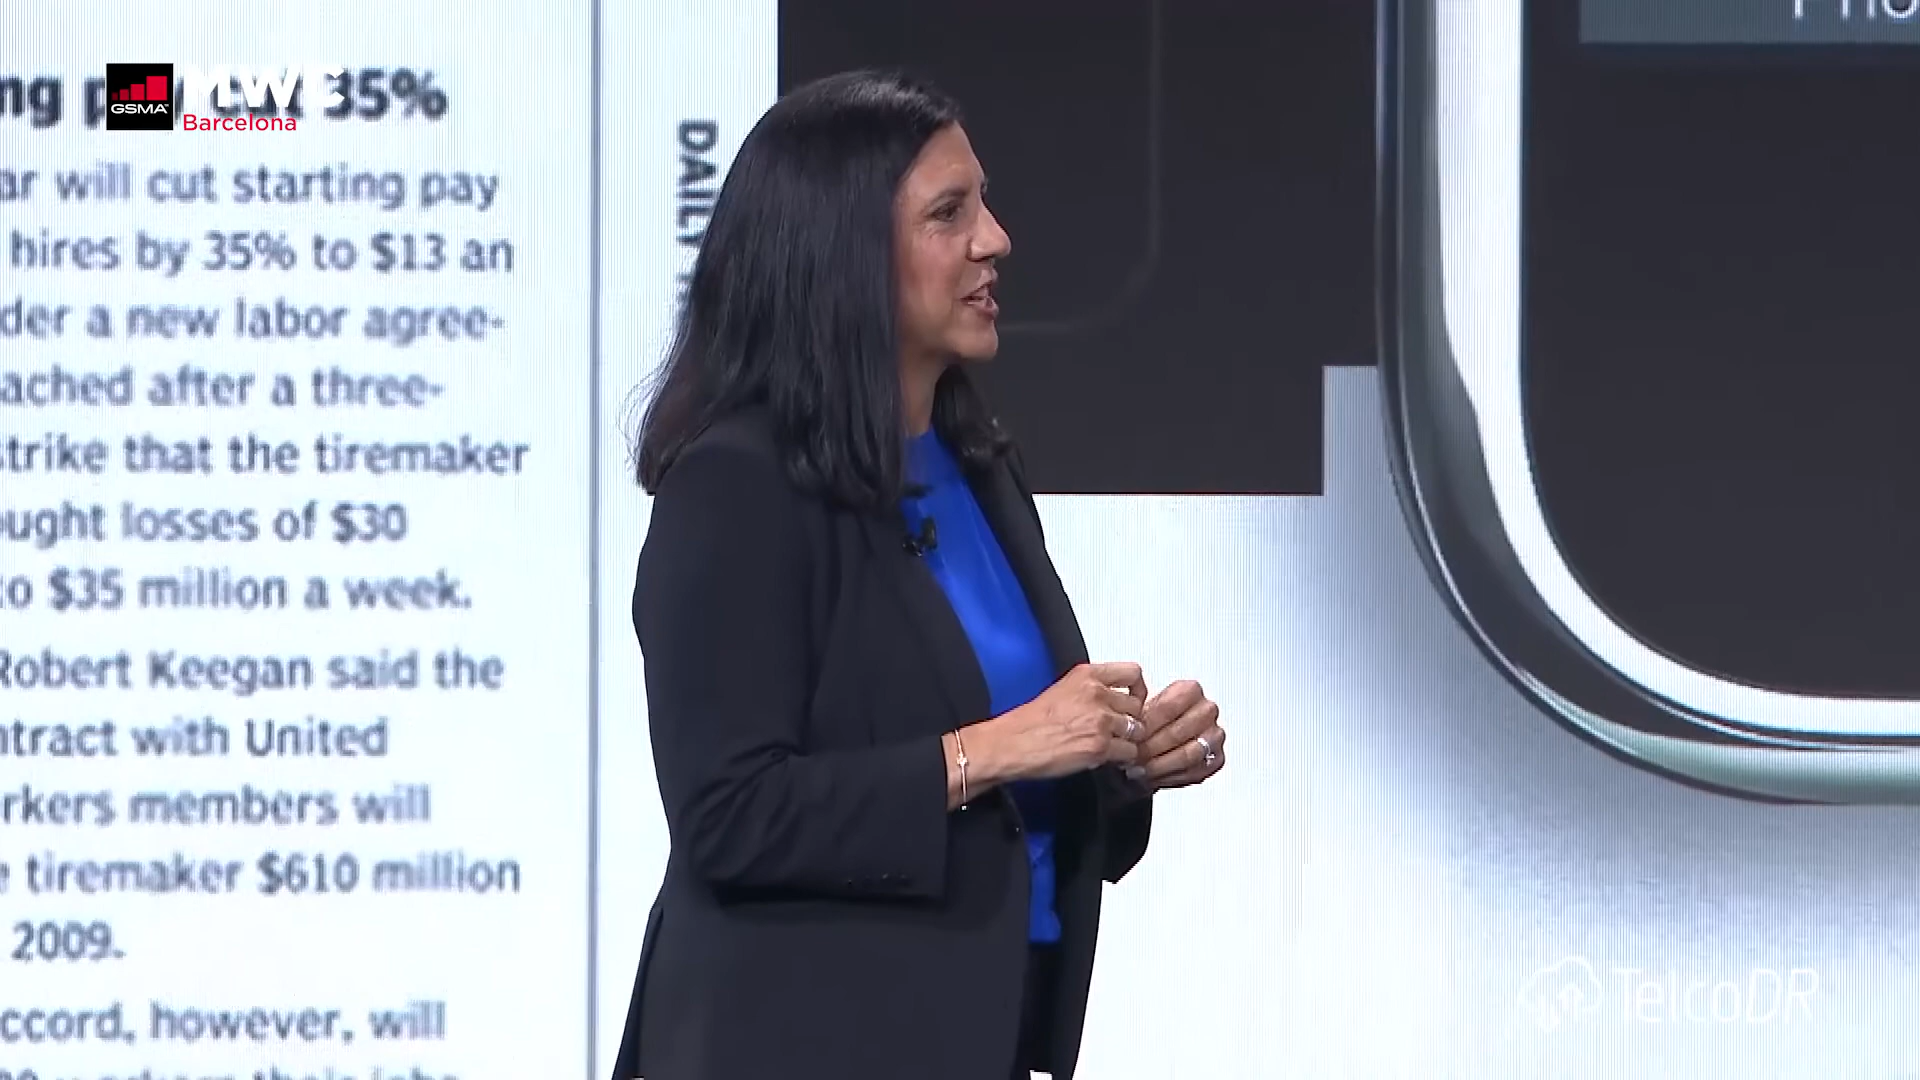 ng p cut 35%
GSMA
MWC
Barcelona
ar will cut starting pay
hires by 35% to $13 an
der a new labor agree-
ached after a three-
strike that the tiremaker
ought losses of $30
to $35 million a week.
Robert Keegan said the
ntract with United
rkers members will
e tiremaker $610 million
2009.
ccord, however, will
DAILY
TelcoDR